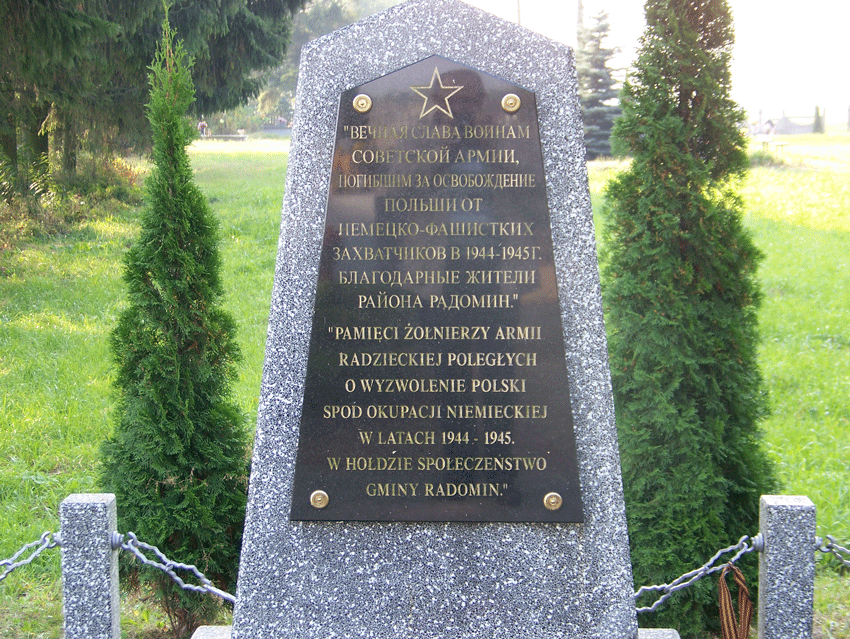 "ВЕЧНАЯ СЛАВА ВОИНАМ
СОВЕТСКОЙ АРМИИ,
ПОГИБШИМ ЗА ОСВОБОЖДЕНИЕ
ПОЛЬШИ ОТ
НЕМЕЦКО-ФАШИСТКИХ
ЗАХВАТЧИКОВ В 1944-1945Г.
БЛАГОДАРНЫЕ ЖИТЕЛИ
РАЙОНА РАДОМИН."
"PAMIĘCI ŻOŁNIERZY ARMII
RADZIECKIEJ POLEGŁYCH
O WYZWOLENIE POLSKI
SPOD OKUPACJI NIEMIECKIEJ
W LATACH 1944 - 1945.
W HOŁDZIE SPOŁECZEŃSTWO
GMINY RADOMIN."